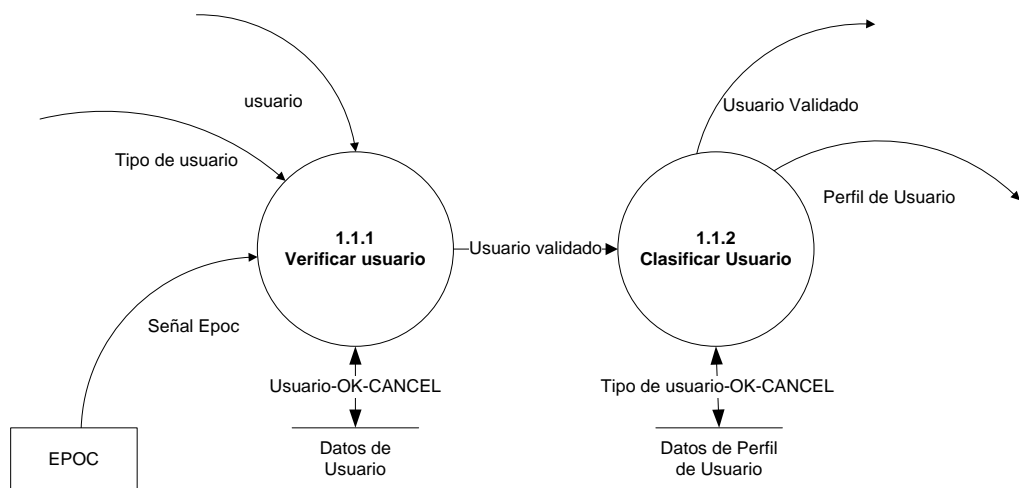 usuario
Usuario Validado
Tipo de usuario
Perfil de Usuario
1.1.1
Verificar usuario
Usuario validado
1.1.2
Clasificar Usuario
Señal Epoc
Usuario-OK-CANCEL
Tipo de usuario-OK-CANCEL
EPOC
Datos de
Usuario
Datos de Perfil
de Usuario